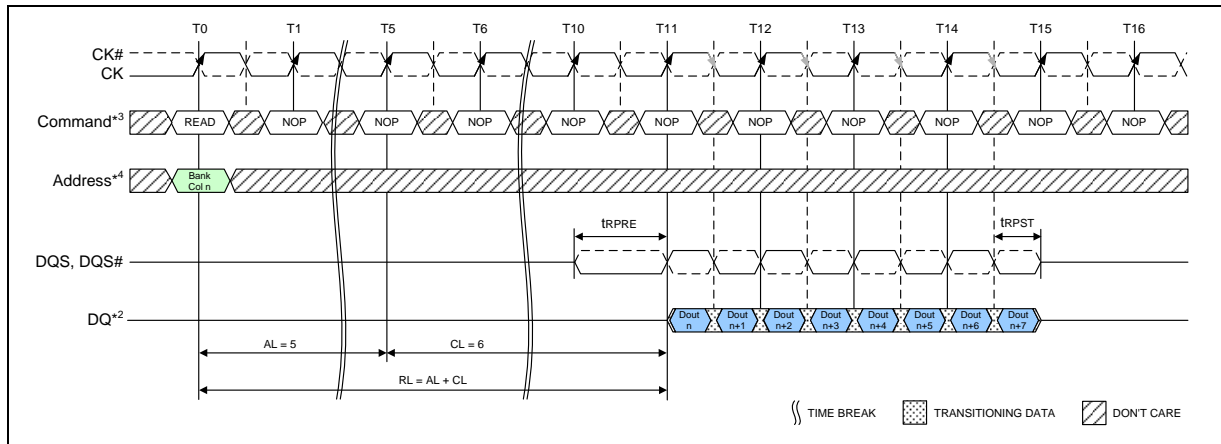 T0 T1 T5 T6 T10 T11 T12 T13 T14 T15 T16
CK#
CK
Command*3 READ NOP NOP NOP NOP NOP NOP NOP NOP NOP NOP
Address*4 Bank
Col n
tRPRE tRPST
DQS, DQS#
DQ*2 Dout n Dout n+1 Dout n+2 Dout n+3 Dout n+4 Dout n+5 Dout n+6 Dout n+7
AL = 5 CL = 6
RL = AL + CL
TIME BREAK TRANSITIONING DATA DON'T CARE